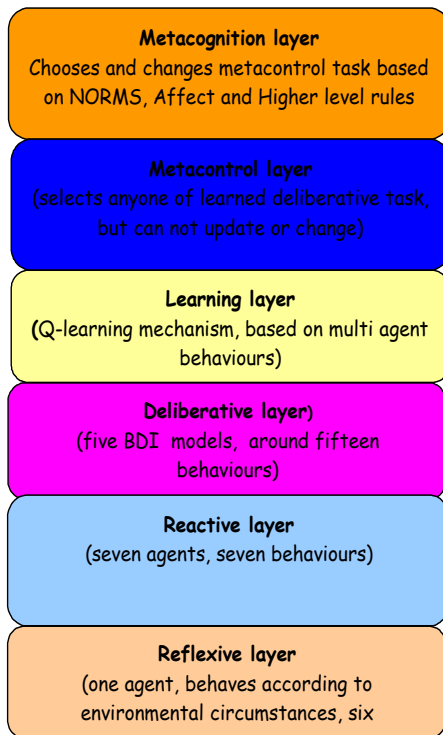 Metacognition layer
Chooses and changes metacontrol task based
on NORMS, Affect and Higher level rules
Metacontrol layer
(selects anyone of learned deliberative task,
but can not update or change)
Learning layer
(Q-learning mechanism, based on multi agent
behaviours)
Deliberative layer)
(five BDI models, around fifteen
behaviours)
Reactive layer
(seven agents, seven behaviours)
Reflexive layer
(one agent, behaves according to
environmental circumstances, six